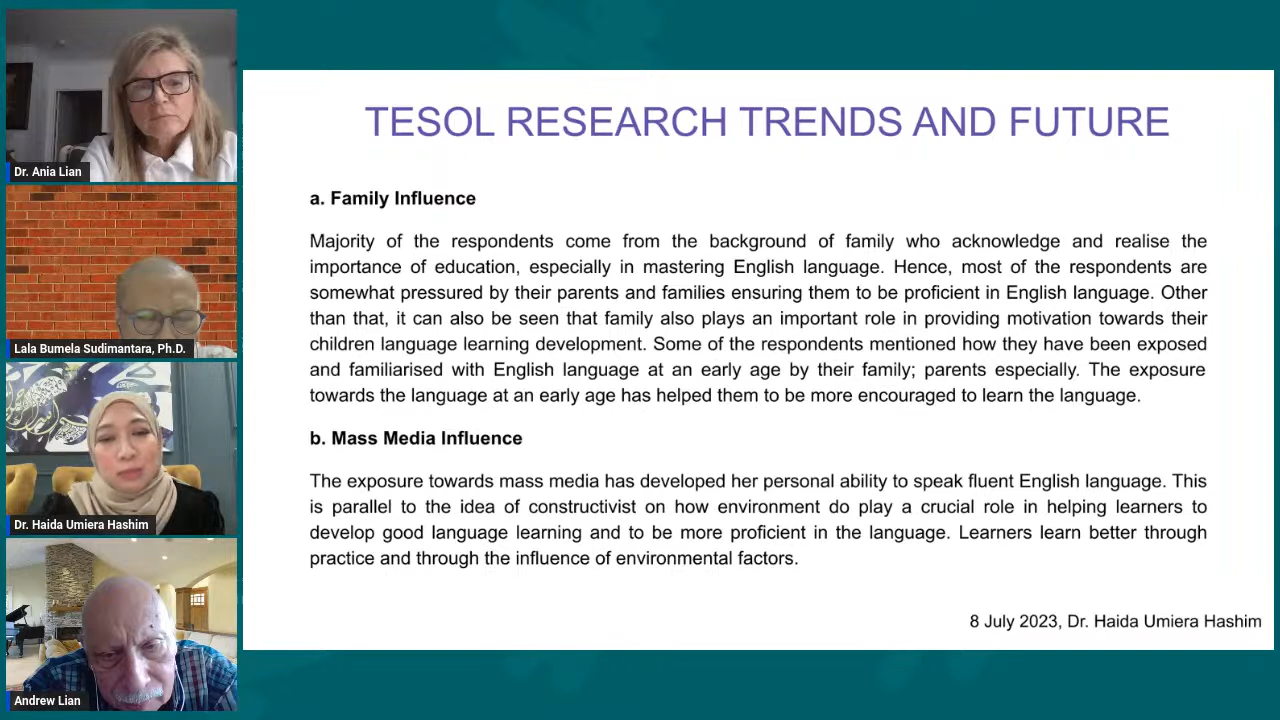 Dr. Ania Lian
Lala Bumela Sudimantara, Ph.D.
Dr. Haida Umiera Hashim
Andrew Lian
TESOL RESEARCH TRENDS AND FUTURE
a. Family Influence
Majority of the respondents come from the background of family who acknowledge and realise the
importance of education, especially in mastering English language. Hence, most of the respondents are
somewhat pressured by their parents and families ensuring them to be proficient in English language. Other
than that, it can also be seen that family also plays an important role in providing motivation towards their
children language learning development. Some of the respondents mentioned how they have been exposed
and familiarised with English language at an early age by their family; parents especially. The exposure
towards the language at an early age has helped them to be more encouraged to learn the language.
b. Mass Media Influence
The exposure towards mass media has developed her personal ability to speak fluent English language. This
is parallel to the idea of constructivist on how environment do play a crucial role in helping learners to
develop good language learning and to be more proficient in the language. Learners learn better through
practice and through the influence of environmental factors.
8 July 2023, Dr. Haida Umiera Hashim